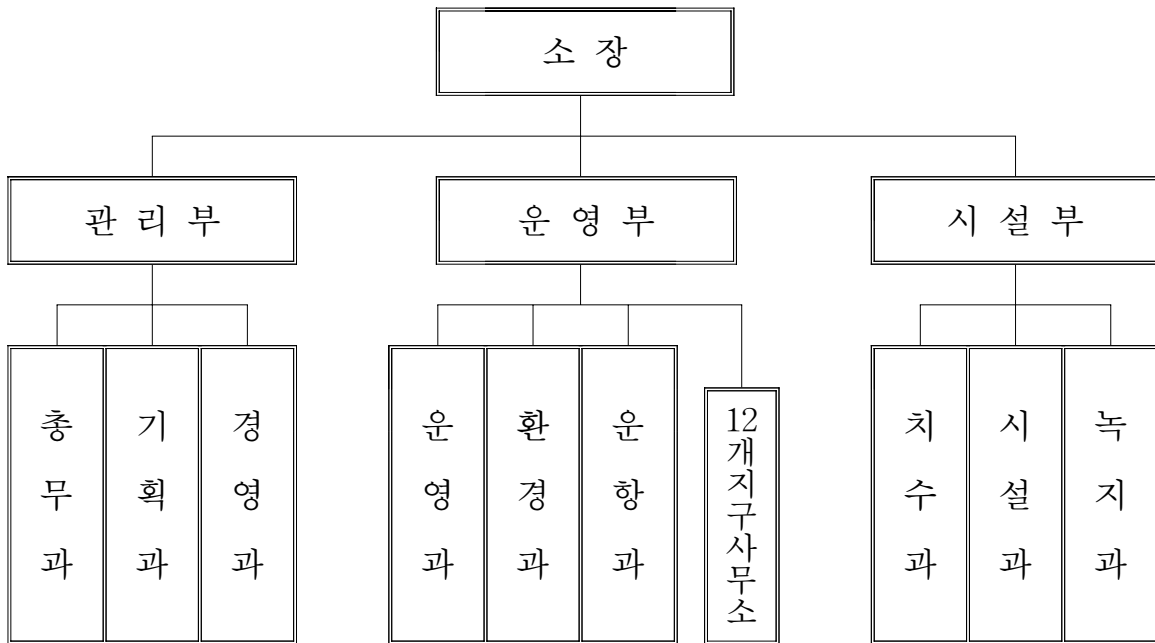 소 장
관 리 부
운 영 부
시 설 부
총무과
기획과
경영과
운영과
환경과
운항과
12개지구사무소
치수과
시설과
녹지과